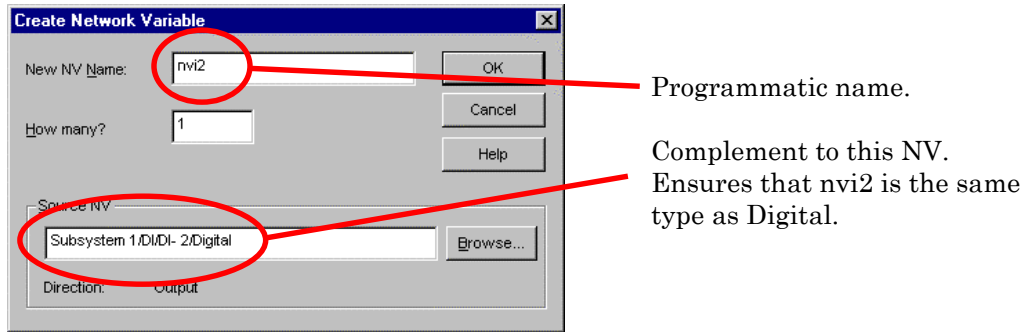 Create Network Variable
New NV Name:
nvi2
OK
How many?
1
Cancel
Help
Source NV
Subsystem 1/DI/DI- 2/Digital
Browse...
Direction: Output
Programmatic name.
Complement to this NV.
Ensures that nvi2 is the same
type as Digital.